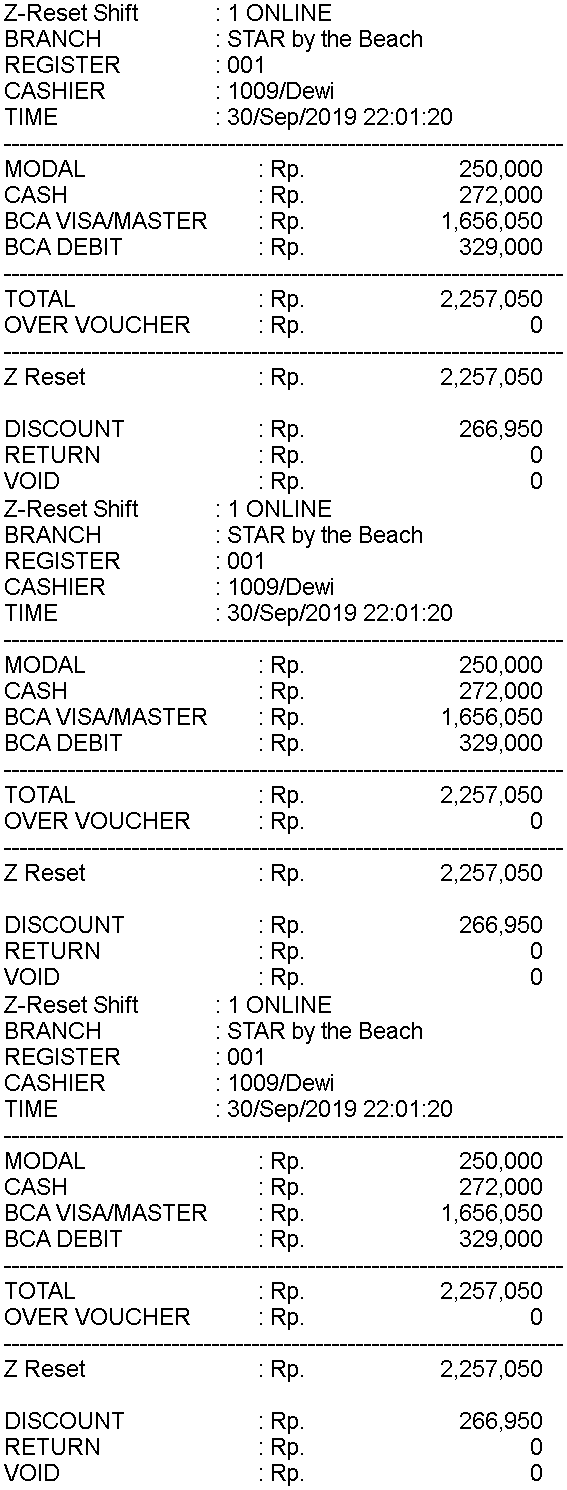 Z-Reset Shift : 1 ONLINE
BRANCH : STAR by the Beach
REGISTER : 001
CASHIER : 1009/Dewi
TIME : 30/Sep/2019 22:01:20
MODAL : Rp. 250,000
CASH : Rp. 272,000
BCA VISA/MASTER : Rp. 1,656,050
BCA DEBIT : Rp. 329,000
TOTAL : Rp. 2,257,050
OVER VOUCHER : Rp. 0
Z Reset : Rp. 2,257,050
DISCOUNT : Rp. 266,950
RETURN : Rp. 0
VOID : Rp. 0
Z-Reset Shift : 1 ONLINE
BRANCH : STAR by the Beach
REGISTER : 001
CASHIER : 1009/Dewi
TIME : 30/Sep/2019 22:01:20
MODAL : Rp. 250,000
CASH : Rp. 272,000
BCA VISA/MASTER : Rp. 1,656,050
BCA DEBIT : Rp. 329,000
TOTAL : Rp. 2,257,050
OVER VOUCHER : Rp. 0
Z Reset : Rp. 2,257,050
DISCOUNT : Rp. 266,950
RETURN : Rp. 0
VOID : Rp. 0
Z-Reset Shift : 1 ONLINE
BRANCH : STAR by the Beach
REGISTER : 001
CASHIER : 1009/Dewi
TIME : 30/Sep/2019 22:01:20
MODAL : Rp. 250,000
CASH : Rp. 272,000
BCA VISA/MASTER : Rp. 1,656,050
BCA DEBIT : Rp. 329,000
TOTAL : Rp. 2,257,050
OVER VOUCHER : Rp. 0
Z Reset : Rp. 2,257,050
DISCOUNT : Rp. 266,950
RETURN : Rp. 0
VOID : Rp. 0